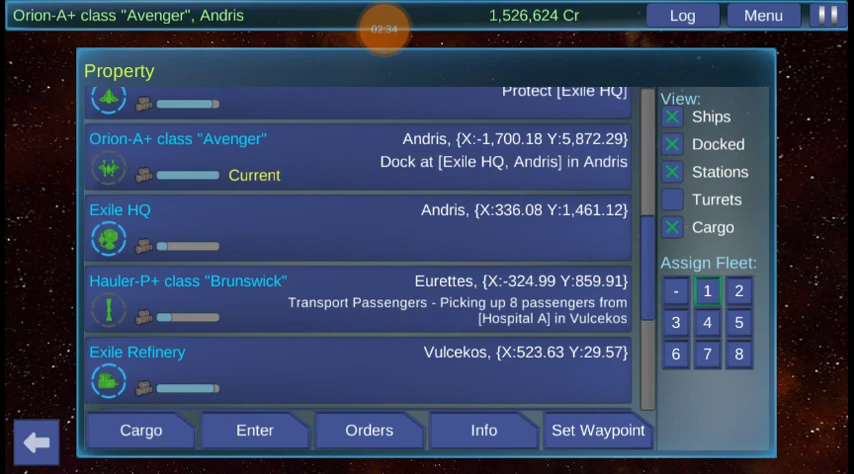 Orion-A+ class "Avenger", Andris
1,526,624 Cr
Log
Menu
02:34
Property
Protect [Exile HQ]
Orion-A+ class "Avenger"
Andris, {X:-1,700.18 Y:5,872.29}
Dock at [Exile HQ, Andris] in Andris
Current
Exile HQ
Andris, {X:336.08 Y:1,461.12}
Hauler-P+ class "Brunswick"
Eurettes, {X:-324.99 Y:859.91}
Transport Passengers - Picking up 8 passengers from
[Hospital A] in Vulcekos
Exile Refinery
Vulcekos, {X:523.63 Y:29.57}
View:
Ships
Docked
Stations
Turrets
Cargo
Assign Fleet:
- 1 2
3 4 5
6 7 8
Cargo
Enter
Orders
Info
Set Waypoint